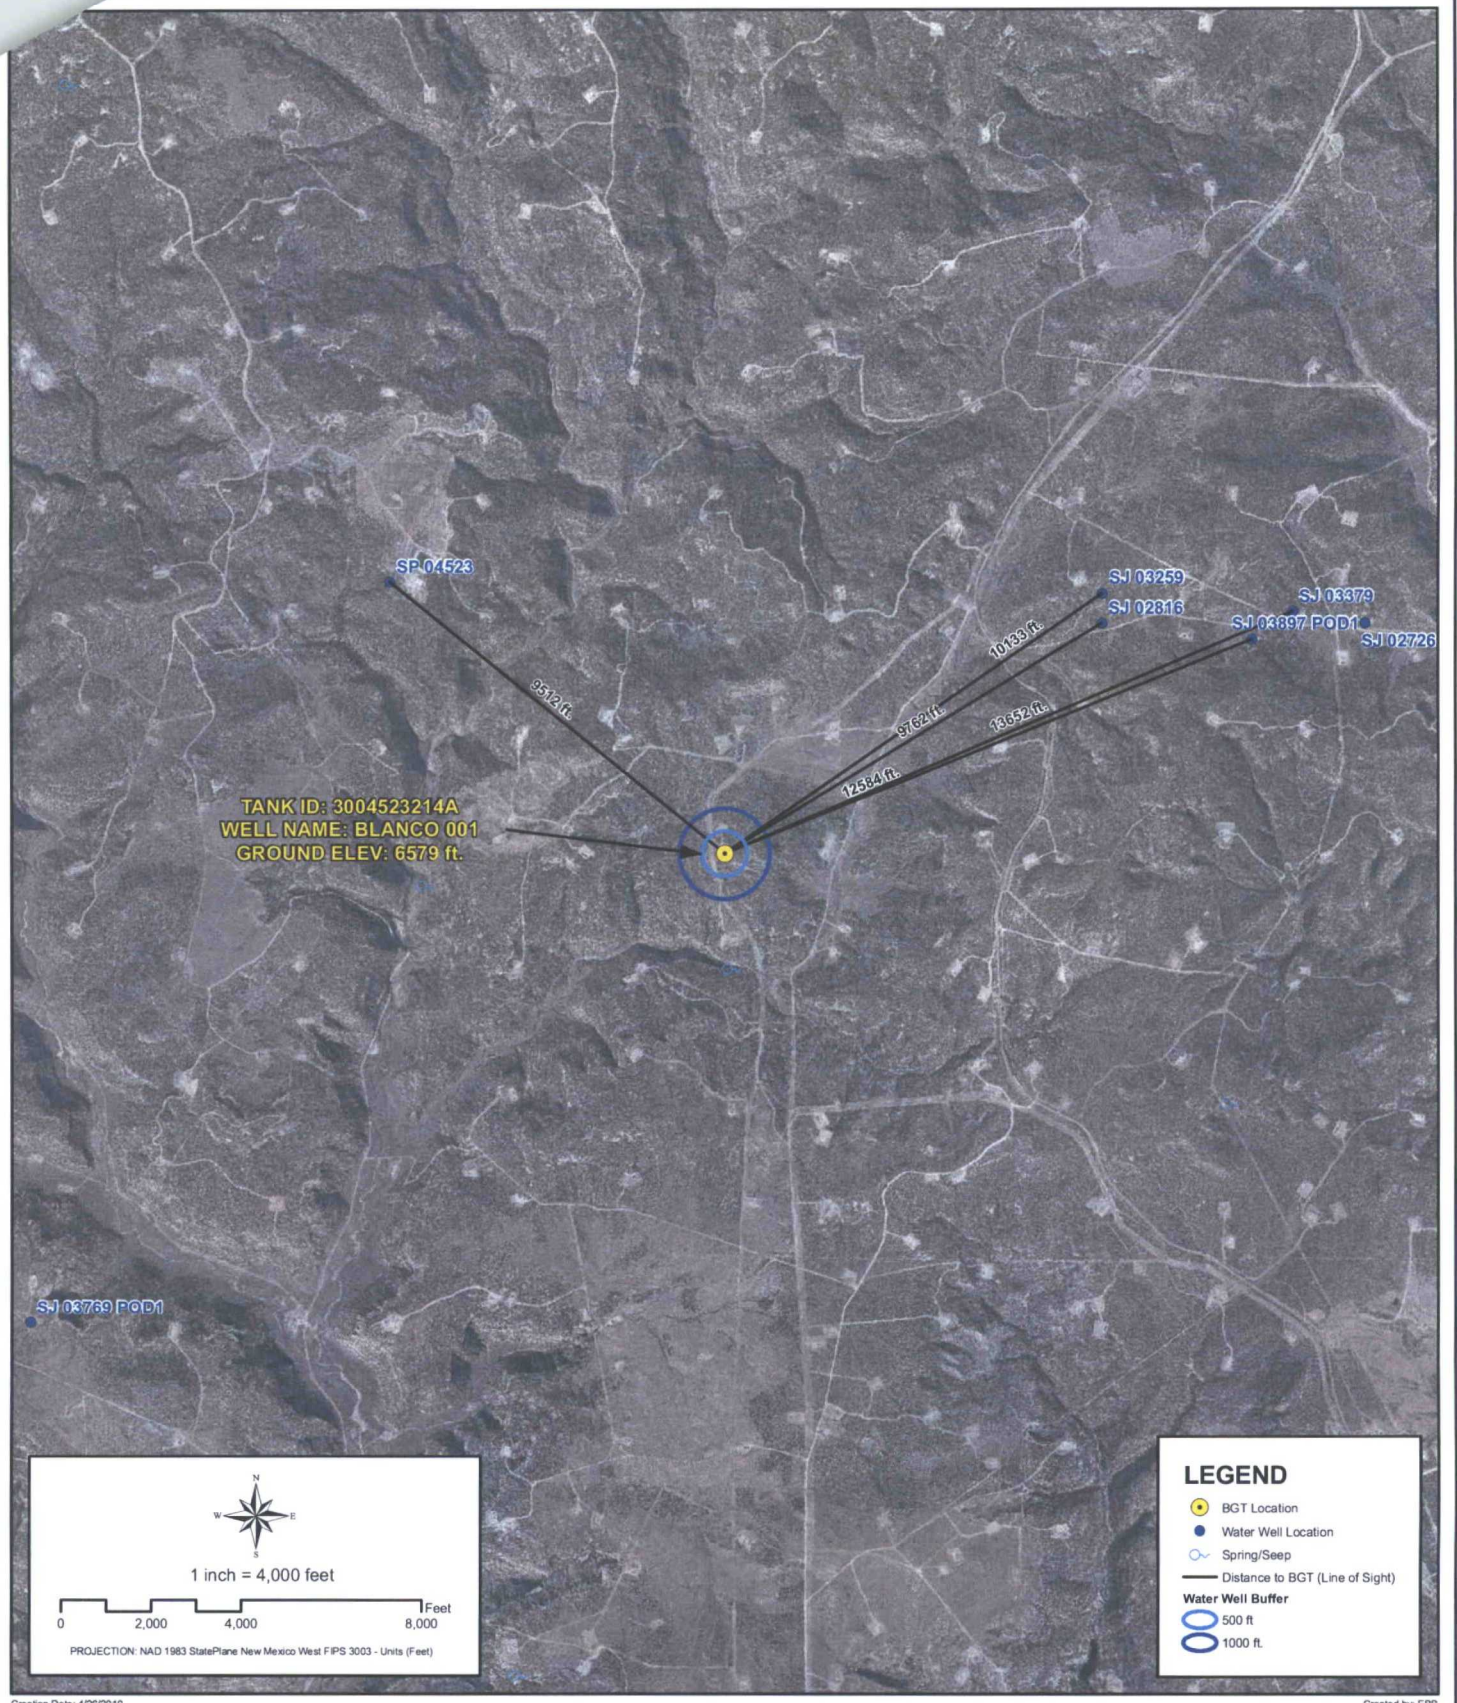 SP 04523
SJ 03259
SJ 02816
SJ 03379
SJ 03897 POD1
SJ 02726
10133 ft.
9512 ft.
9762 ft.
13652 ft.
12584 ft.
TANK ID: 3004523214A
WELL NAME: BLANCO 001
GROUND ELEV: 6579 ft.
SJ 03769 POD1
N
W E
S
1 inch = 4,000 feet
Feet
0 2,000 4,000 8,000
PROJECTION: NAD 1983 StatePlane New Mexico West FIPS 3003 - Units (Feet)
LEGEND
BGT Location
Water Well Location
Spring/Seep
Distance to BGT (Line of Sight)
Water Well Buffer
500 ft
1000 ft.